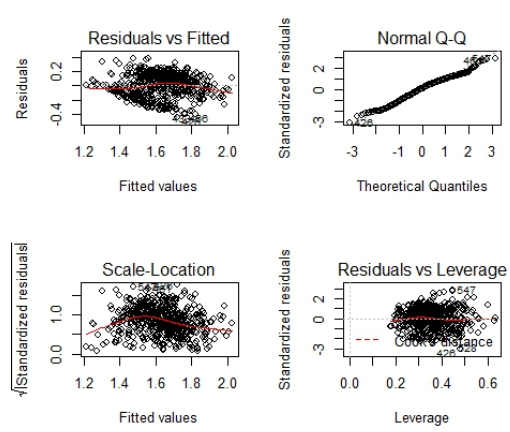 Residuals vs Fitted
Residuals
0.2
-0.4
1.2 1.4 1.6 1.8 2.0
Fitted values
Normal Q-Q
Standardized residuals
2
0
-3
426
-3 -1 0 1 2 3
Theoretical Quantiles
Scale-Location
√|Standardized residuals|
1.0
0.0
1.2 1.4 1.6 1.8 2.0
Fitted values
Residuals vs Leverage
Standardized residuals
2
0
-3
547
Cook's distance
426 628
0.0 0.2 0.4 0.6
Leverage